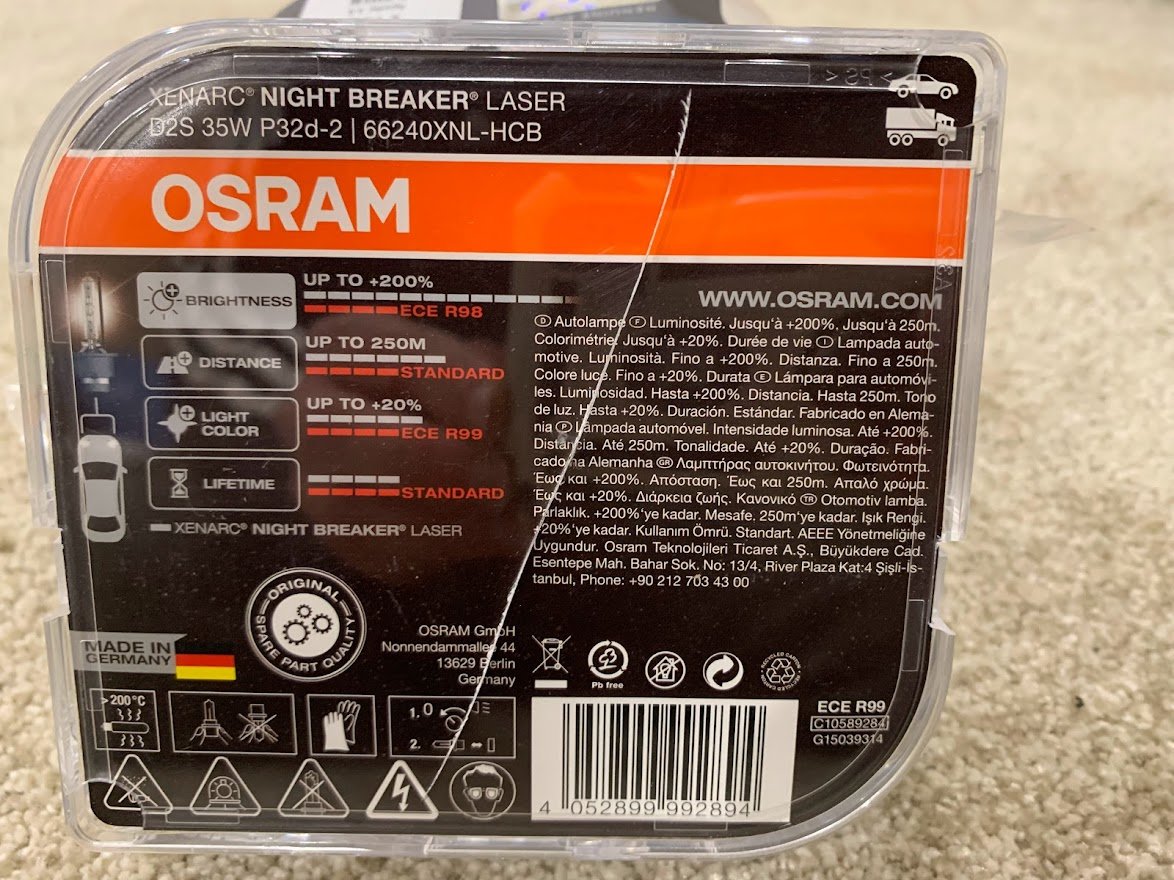 XENARC® NIGHT BREAKER® LASER
D2S 35W P32d-2 | 66240XNL-HCB
OSRAM
BRIGHTNESS
UP TO +200%
ECE R98
DISTANCE
UP TO 250M
STANDARD
LIGHT
COLOR
UP TO +20%
ECE R99
LIFETIME
STANDARD
XENARC® NIGHT BREAKER® LASER
WWW.OSRAM.COM
Ⓓ Autolampe Ⓕ Luminosité. Jusqu‘à +200%. Jusqu‘à 250m.
Colorimétrie. Jusqu‘à +20%. Durée de vie Ⓘ Lampada auto-
motive. Luminosità. Fino a +200%. Distanza. Fino a 250m.
Colore luce. Fino a +20%. Durata Ⓔ Lámpara para automóvi-
les. Luminosidad. Hasta +200%. Distancia. Hasta 250m. Tono
de luz. Hasta +20%. Duración. Estándar. Fabricado en Alema-
nia Ⓟ Lâmpada automóvel. Intensidade luminosa. Até +200%.
Distância. Até 250m. Tonalidade. Até +20%. Duração. Fabri-
cado na Alemanha GR Λαμπτήρας αυτοκινήτου. Φωτεινότητα.
Έως και +200%. Απόσταση. Έως και 250m. Απαλό χρώμα.
Έως και +20%. Διάρκεια ζωής. Κανονικό TR Otomotiv lamba.
Parlaklık. +200%‘ye kadar. Mesafe. 250m‘ye kadar. Işık Rengi.
+20%‘ye kadar. Kullanım Ömrü. Standart. AEEE Yönetmeliğine
Uygundur. Osram Teknolojileri Ticaret A.Ş., Büyükdere Cad.
Esentepe Mah. Bahar Sok. No: 13/4, River Plaza Kat:4 Şişli-İs-
tanbul, Phone: +90 212 703 43 00
ORIGINAL
SPARE PART QUALITY
MADE IN
GERMANY
OSRAM GmbH
Nonnendammallee 44
13629 Berlin
Germany
Pb free
RECYCLED CARTON
RECYCLED CARTON
ECE R99
C10589284
G15039314
>200°C
1. 0
2.
4 052899 992894